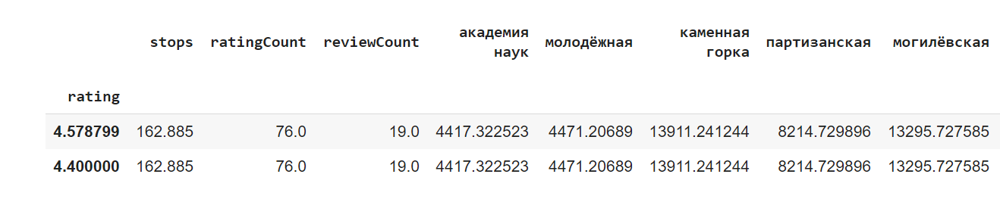 stops ratingCount reviewCount академия наук молодёжная каменная горка партизанская могилёвская
rating
4.578799 162.885 76.0 19.0 4417.322523 4471.20689 13911.241244 8214.729896 13295.727585
4.400000 162.885 76.0 19.0 4417.322523 4471.20689 13911.241244 8214.729896 13295.727585